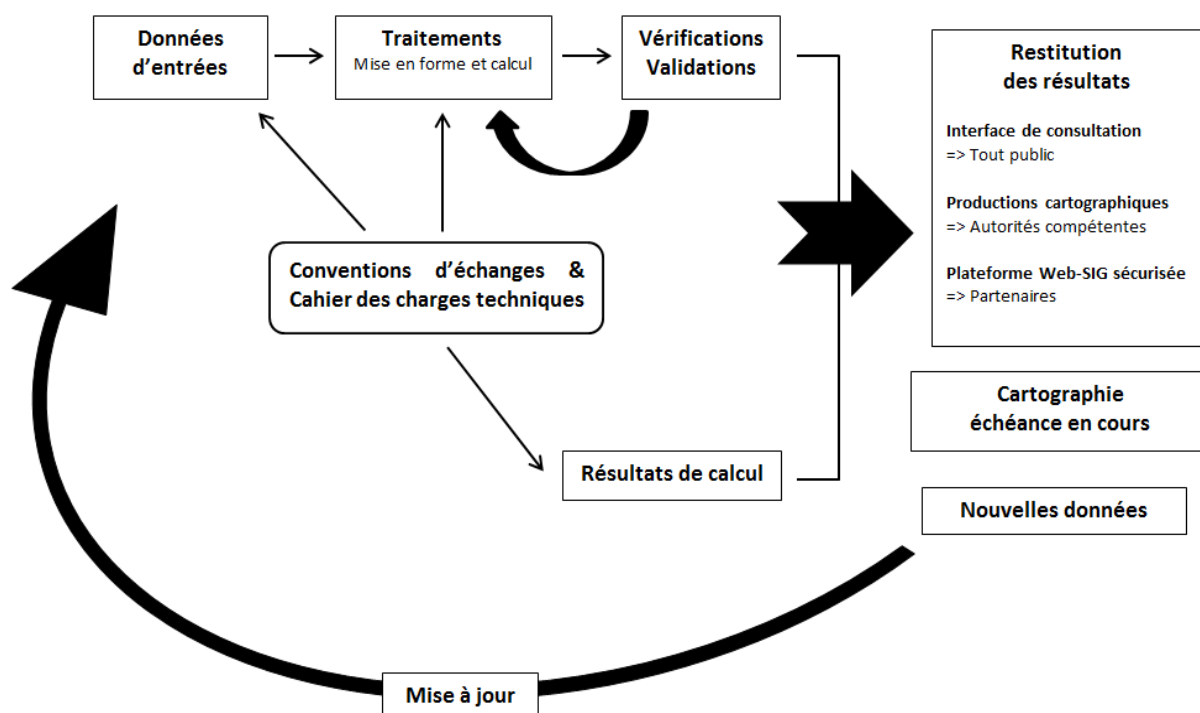 Données
d'entrées
Traitements
Mise en forme et calcul
Vérifications
Validations
Restitution
des résultats
Interface de consultation
=> Tout public
Productions cartographiques
=> Autorités compétentes
Plateforme Web-SIG sécurisée
=> Partenaires
Conventions d'échanges &
Cahier des charges techniques
Cartographie
échéance en cours
Résultats de calcul
Nouvelles données
Mise à jour